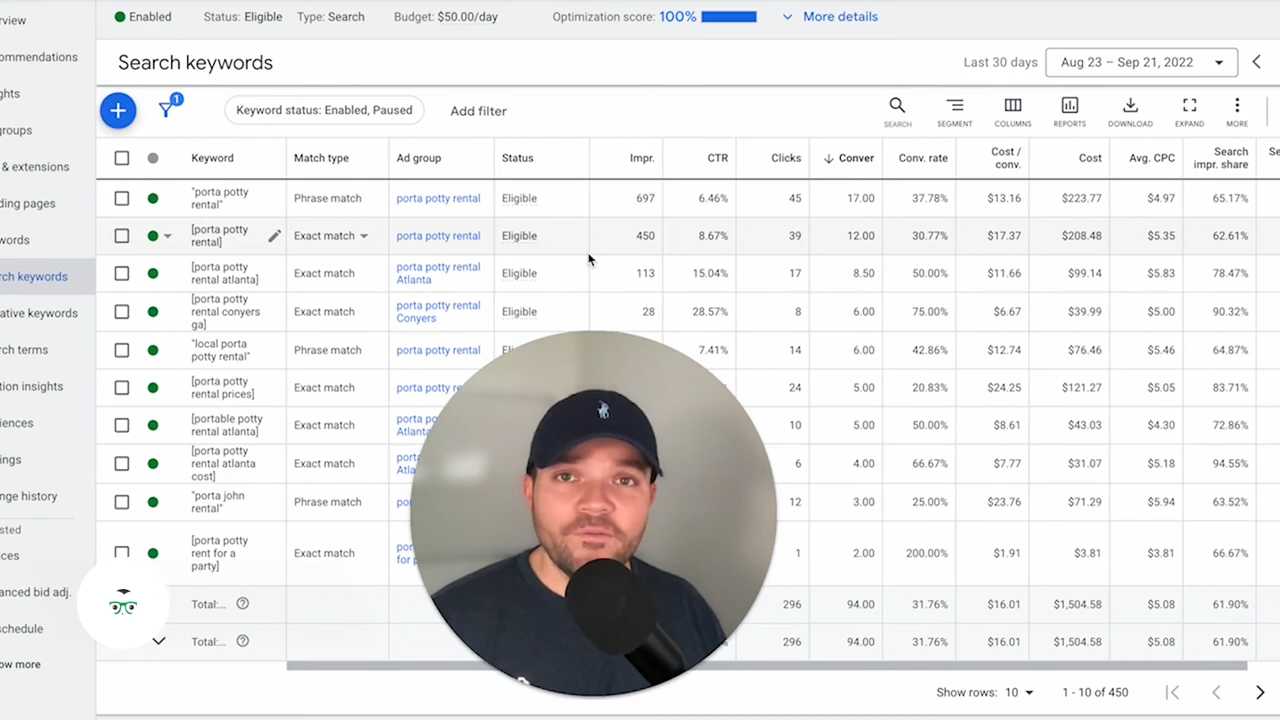 rview
Enabled Status: Eligible Type: Search Budget: $50.00/day Optimization score: 100% More details
ommendations
Search keywords Last 30 days Aug 23 – Sep 21, 2022
ghts
1 Keyword status: Enabled, Paused Add filter SEARCH SEGMENT COLUMNS REPORTS DOWNLOAD EXPAND MORE
groups
Keyword Match type Ad group Status Impr. CTR Clicks Conver Conv. rate Cost / conv. Cost Avg. CPC Search impr. share Se
& extensions
"porta potty rental" Phrase match porta potty rental Eligible 697 6.46% 45 17.00 37.78% $13.16 $223.77 $4.97 65.17%
ding pages
[porta potty rental] Exact match porta potty rental Eligible 450 8.67% 39 12.00 30.77% $17.37 $208.48 $5.35 62.61%
words
[porta potty rental atlanta] Exact match porta potty rental Atlanta Eligible 113 15.04% 17 8.50 50.00% $11.66 $99.14 $5.83 78.47%
rch keywords
[porta potty rental conyers ga] Exact match porta potty rental Conyers Eligible 28 28.57% 8 6.00 75.00% $6.67 $39.99 $5.00 90.32%
ative keywords
"local porta potty rental" Phrase match porta potty rental 7.41% 14 6.00 42.86% $12.74 $76.46 $5.46 64.87%
rch terms
[porta potty rental prices] Exact match porta potty re 24 5.00 20.83% $24.25 $121.27 $5.05 83.71%
tion insights
[portable potty rental atlanta] Exact match porta po Atlanta 10 5.00 50.00% $8.61 $43.03 $4.30 72.86%
iences
[porta potty rental atlanta cost] Exact match porta Atla 6 4.00 66.67% $7.77 $31.07 $5.18 94.55%
ings
"porta john rental" Phrase match po 12 3.00 25.00% $23.76 $71.29 $5.94 63.52%
nge history
[porta potty rent for a party] Exact match por for p 1 2.00 200.00% $1.91 $3.81 $3.81 66.67%
sted
ces
anced bid adj.
Total:... 296 94.00 31.76% $16.01 $1,504.58 $5.08 61.90%
schedule
Total:... 296 94.00 31.76% $16.01 $1,504.58 $5.08 61.90%
ow more
Show rows: 10 1 - 10 of 450